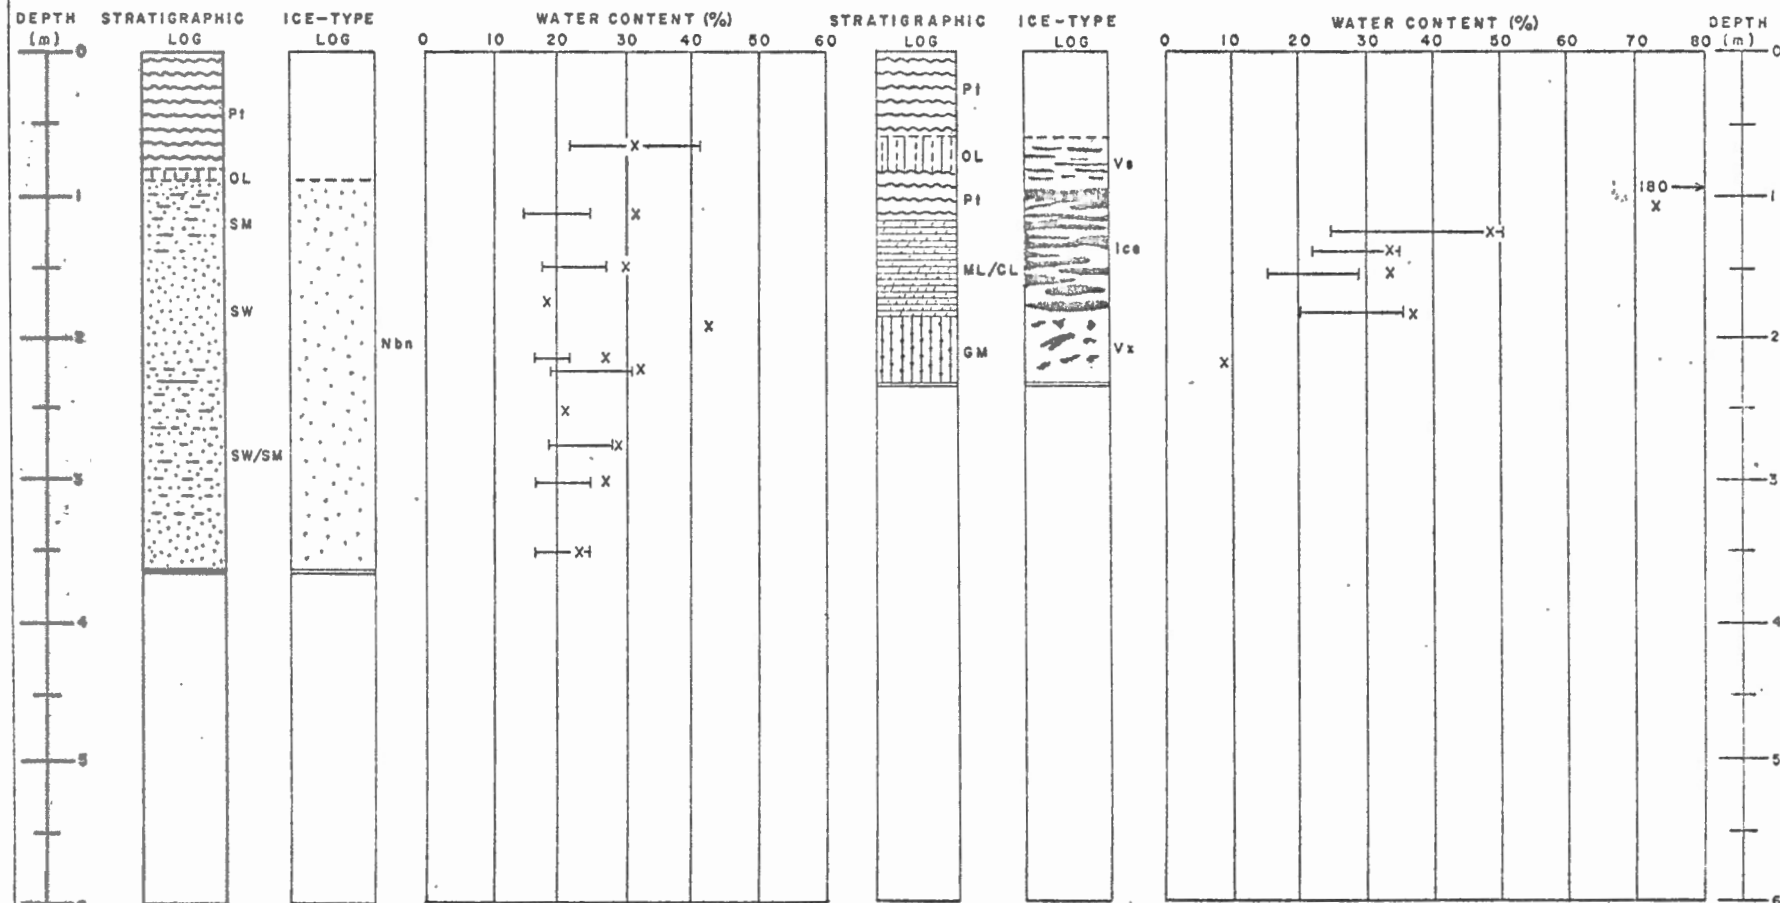 DEPTH STRATIGRAPHIC ICE-TYPE WATER CONTENT (%) STRATIGRAPHIC ICE-TYPE WATER CONTENT (%) DEPTH
(m) LOG LOG 0 10 20 30 40 50 60 LOG LOG 0 10 20 30 40 50 60 70 80 (m)
0 0
Pt Pt
OL Vs
OL 180
1 Pt 1
SM
Ice
ML/CL
SW
2 Nbn GM Vx 2
SW/SM
3 3
4 4
5 5
6